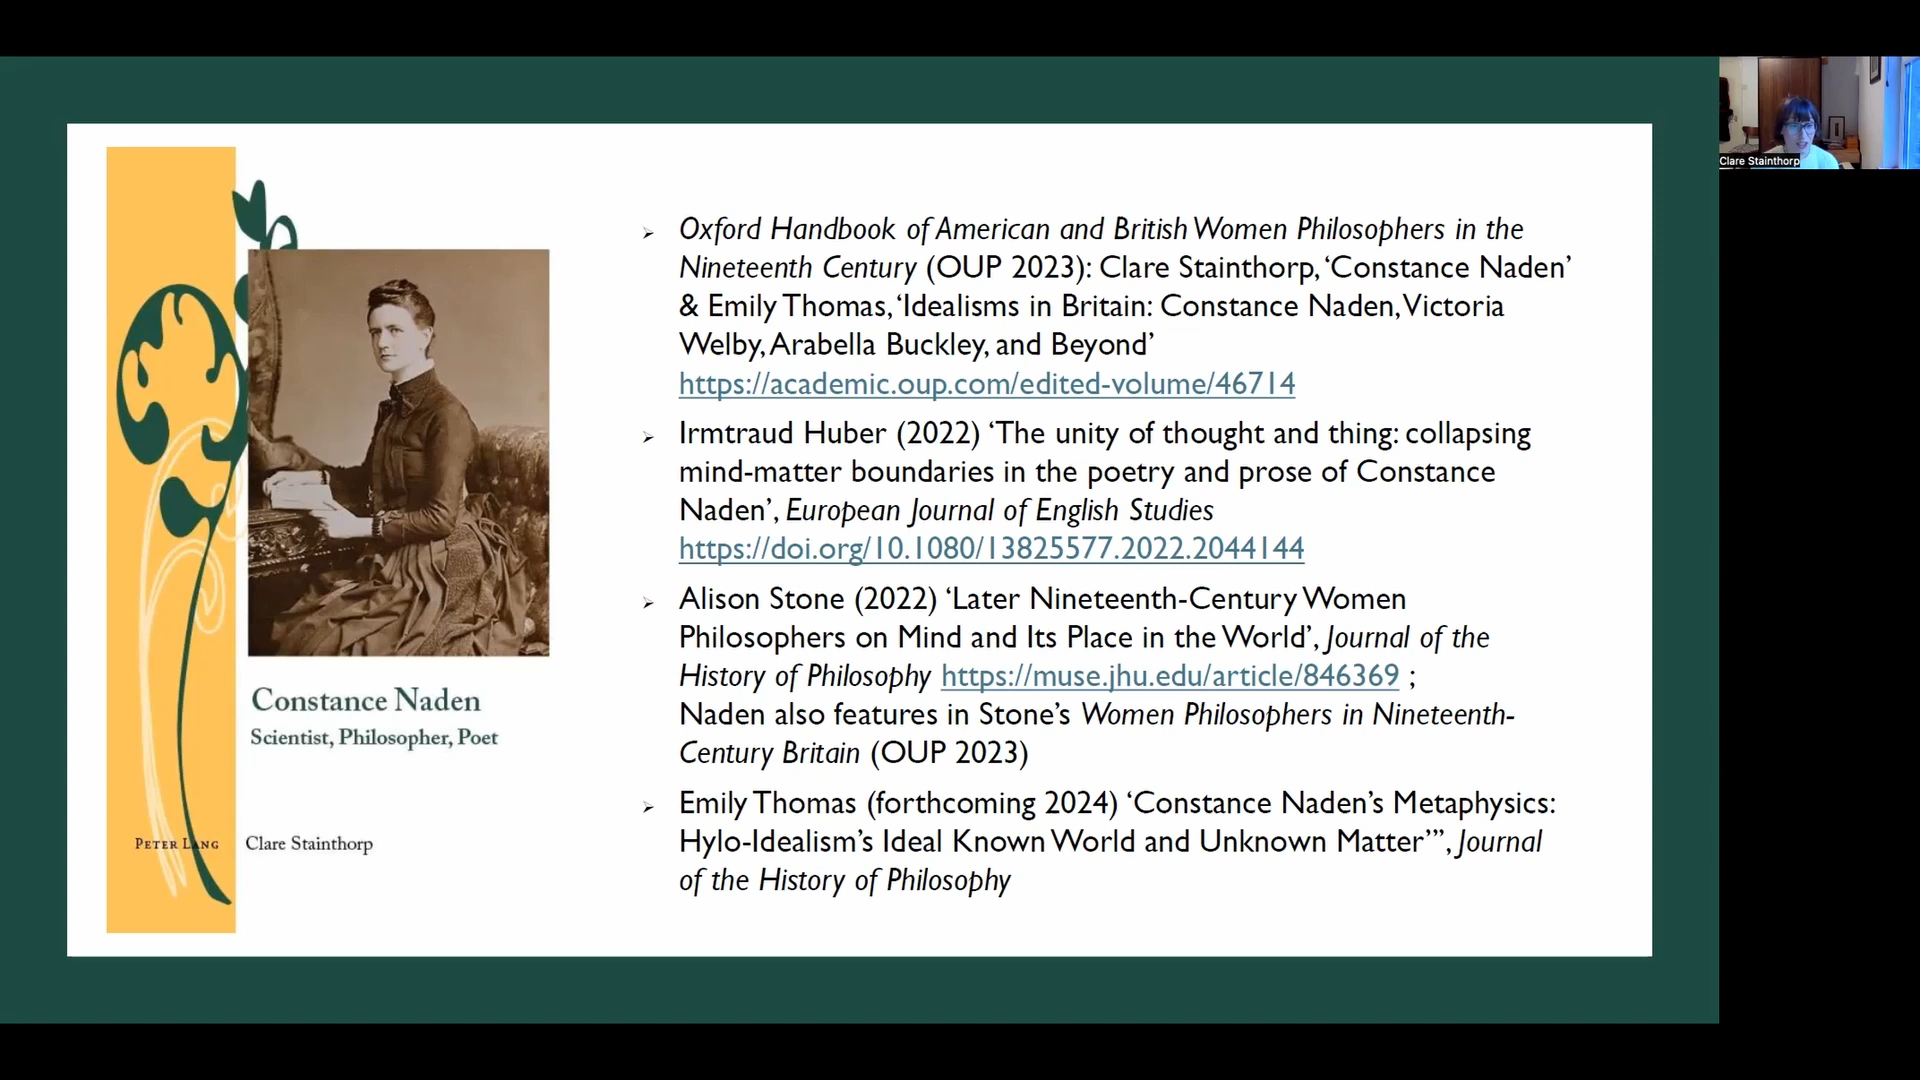 Oxford Handbook of American and British Women Philosophers in the
Nineteenth Century (OUP 2023): Clare Stainthorp, ‘Constance Naden’
& Emily Thomas, ‘Idealisms in Britain: Constance Naden, Victoria
Welby, Arabella Buckley, and Beyond’
https://academic.oup.com/edited-volume/46714
Irmtraud Huber (2022) ‘The unity of thought and thing: collapsing
mind-matter boundaries in the poetry and prose of Constance
Naden’, European Journal of English Studies
https://doi.org/10.1080/13825577.2022.2044144
Alison Stone (2022) ‘Later Nineteenth-Century Women
Philosophers on Mind and Its Place in the World’, Journal of the
History of Philosophy https://muse.jhu.edu/article/846369 ;
Naden also features in Stone’s Women Philosophers in Nineteenth-
Century Britain (OUP 2023)
Emily Thomas (forthcoming 2024) ‘Constance Naden’s Metaphysics:
Hylo-Idealism’s Ideal Known World and Unknown Matter’”, Journal
of the History of Philosophy
Constance Naden
Scientist, Philosopher, Poet
PETER LANG
Clare Stainthorp
Clare Stainthorp